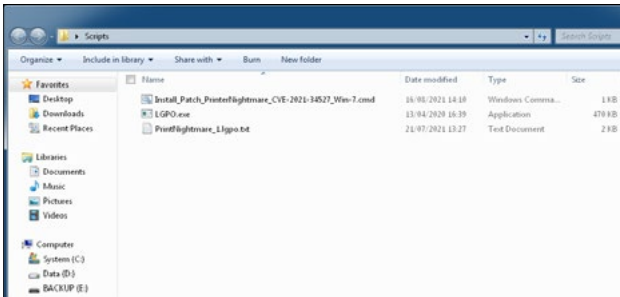 Scripts
Search Scripts
Organize Include in library Share with Burn New folder
Name Date modified Type Size
Install_Patch_PrinterNightmare_CVE-2021-34527_Win-7.cmd 16/08/2021 14:10 Windows Comma... 1 KB
LGPO.exe 13/04/2020 16:39 Application 470 KB
PrintNightmare_1.lgpo.txt 21/07/2021 13:27 Text Document 2 KB
Favorites
Desktop
Downloads
Recent Places
Libraries
Documents
Music
Pictures
Videos
Computer
System (C:)
Data (D:)
BACKUP (E:)